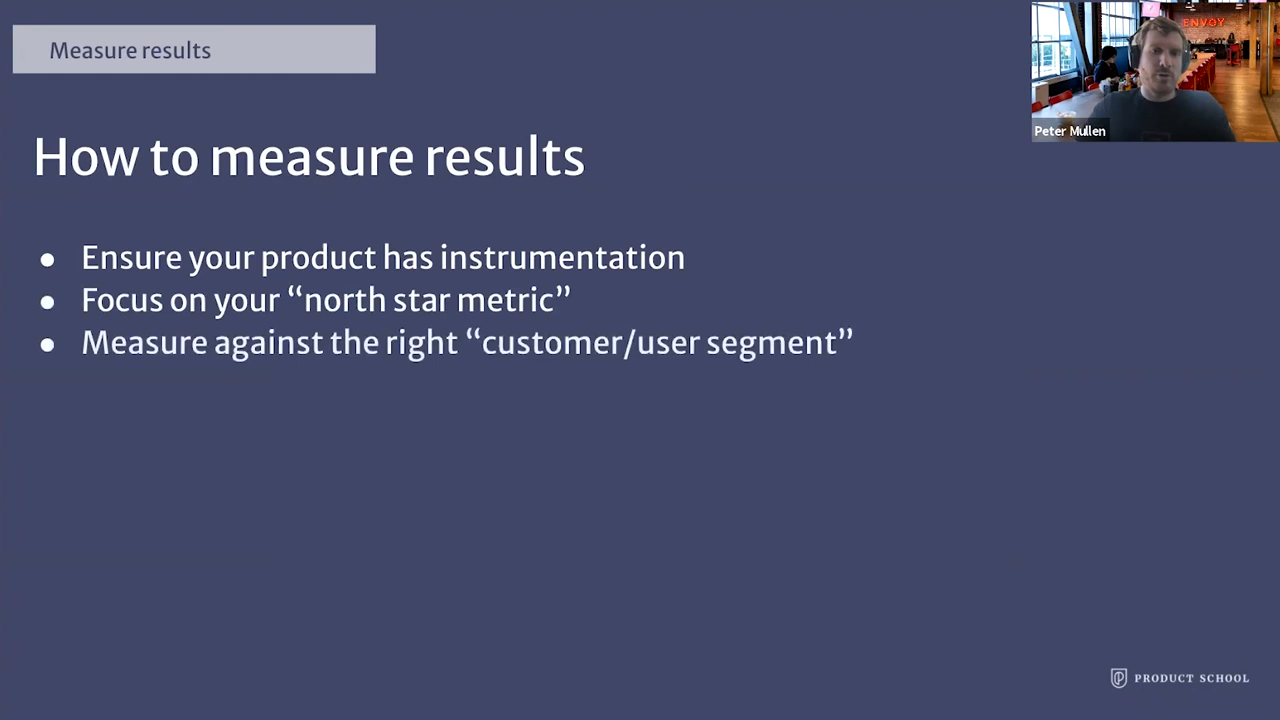 Measure results
ENVOY
Peter Mullen
How to measure results
● Ensure your product has instrumentation
● Focus on your “north star metric”
● Measure against the right “customer/user segment”
PRODUCT SCHOOL